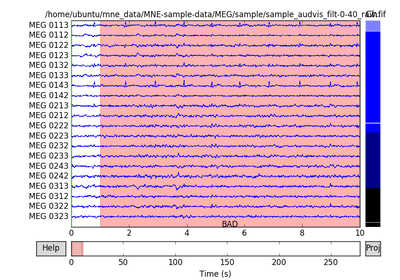 /home/ubuntu/mne_data/MNE-sample-data/MEG/sample/sample_audvis_filt-0-40_raw.fif
MEG 0113
MEG 0112
MEG 0122
MEG 0123
MEG 0132
MEG 0133
MEG 0143
MEG 0142
MEG 0213
MEG 0212
MEG 0222
MEG 0223
MEG 0232
MEG 0233
MEG 0243
MEG 0242
MEG 0313
MEG 0312
MEG 0322
MEG 0323
BAD
0 2 4 6 8 10
Help
Proj
0 50 100 150 200 250
Time (s)